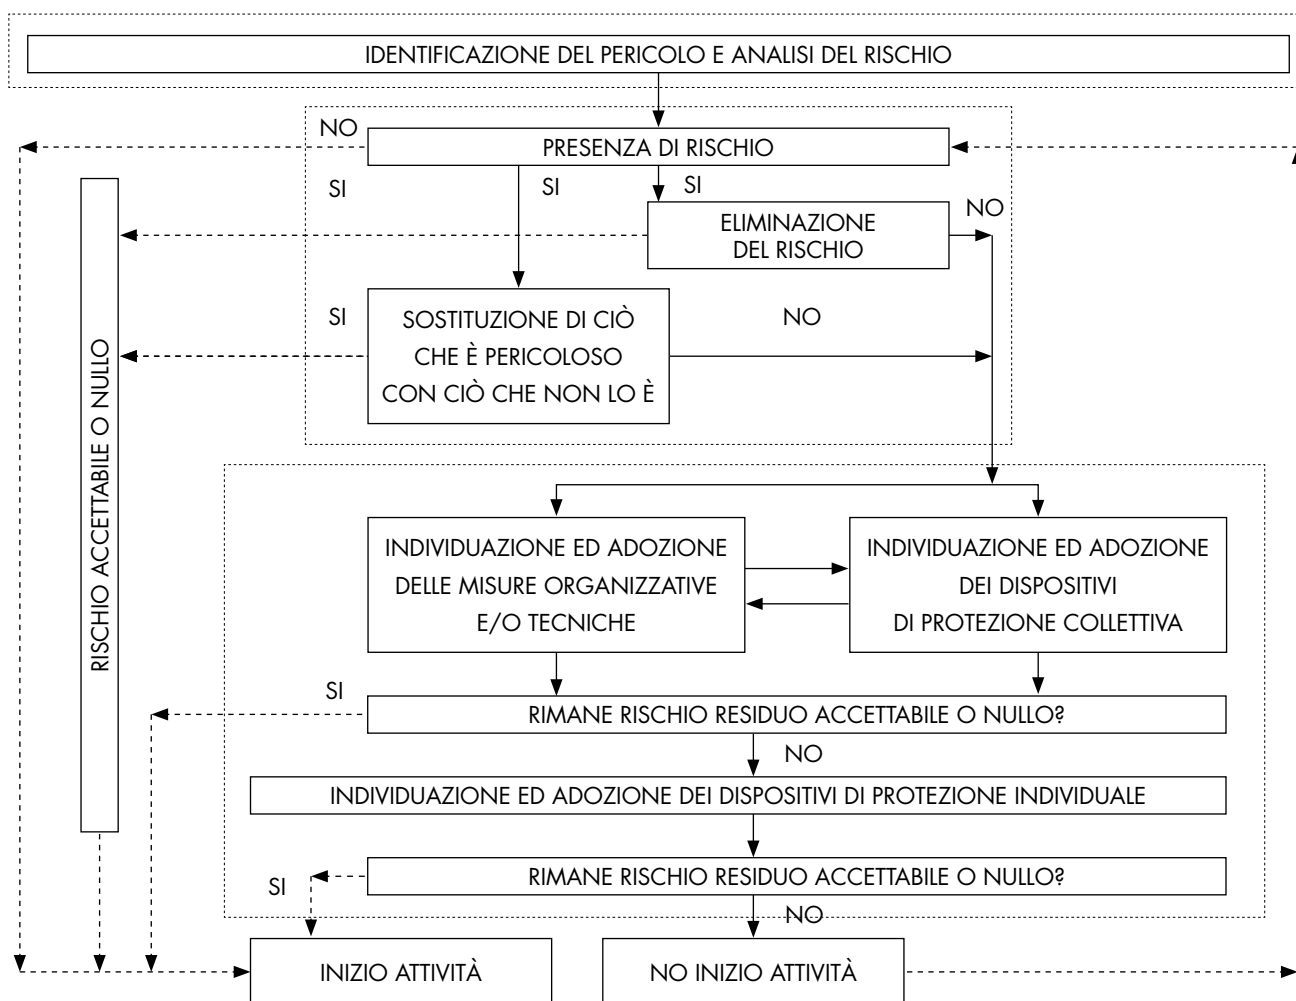 IDENTIFICAZIONE DEL PERICOLO E ANALISI DEL RISCHIO
NO
PRESENZA DI RISCHIO
SI
SI
SI
ELIMINAZIONE
DEL RISCHIO
NO
SI
SOSTITUZIONE DI CIÒ
CHE È PERICOLOSO
CON CIÒ CHE NON LO È
NO
RISCHIO ACCETTABILE O NULLO
INDIVIDUAZIONE ED ADOZIONE
DELLE MISURE ORGANIZZATIVE
E/O TECNICHE
INDIVIDUAZIONE ED ADOZIONE
DEI DISPOSITIVI
DI PROTEZIONE COLLETTIVA
SI
RIMANE RISCHIO RESIDUO ACCETTABILE O NULLO?
NO
INDIVIDUAZIONE ED ADOZIONE DEI DISPOSITIVI DI PROTEZIONE INDIVIDUALE
SI
RIMANE RISCHIO RESIDUO ACCETTABILE O NULLO?
NO
INIZIO ATTIVITÀ
NO INIZIO ATTIVITÀ